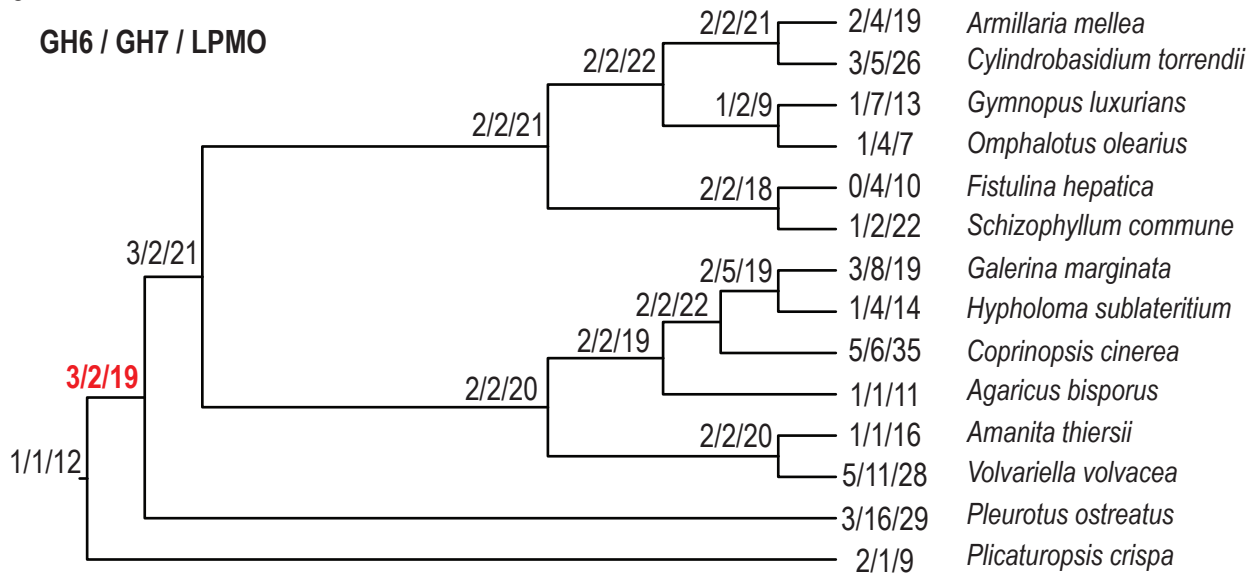 GH6 / GH7 / LPMO
2/2/21 2/4/19 Armillaria mellea
2/2/22 3/5/26 Cylindrobasidium torrendii
1/2/9 1/7/13 Gymnopus luxurians
2/2/21 1/4/7 Omphalotus olearius
2/2/18 0/4/10 Fistulina hepatica
1/2/22 Schizophyllum commune
3/2/21 2/5/19 3/8/19 Galerina marginata
2/2/22 1/4/14 Hypholoma sublateritium
2/2/19 5/6/35 Coprinopsis cinerea
3/2/19 2/2/20 1/1/11 Agaricus bisporus
2/2/20 1/1/16 Amanita thiersii
1/1/12 5/11/28 Volvariella volvacea
3/16/29 Pleurotus ostreatus
2/1/9 Plicaturopsis crispa